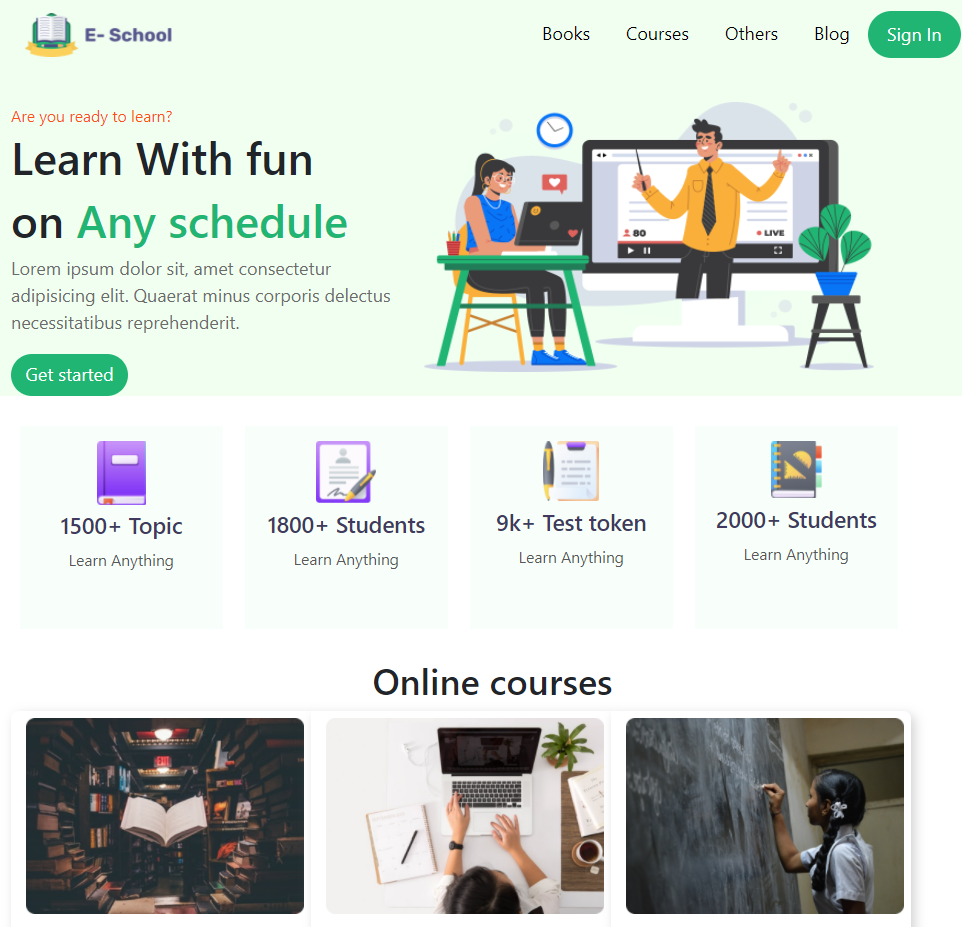 E- School
Books Courses Others Blog Sign In
Are you ready to learn?
Learn With fun
on Any schedule
Lorem ipsum dolor sit, amet consectetur
adipisicing elit. Quaerat minus corporis delectus
necessitatibus reprehenderit.
Get started
80
LIVE
1500+ Topic
Learn Anything
1800+ Students
Learn Anything
9k+ Test token
Learn Anything
2000+ Students
Learn Anything
Online courses
EXIT